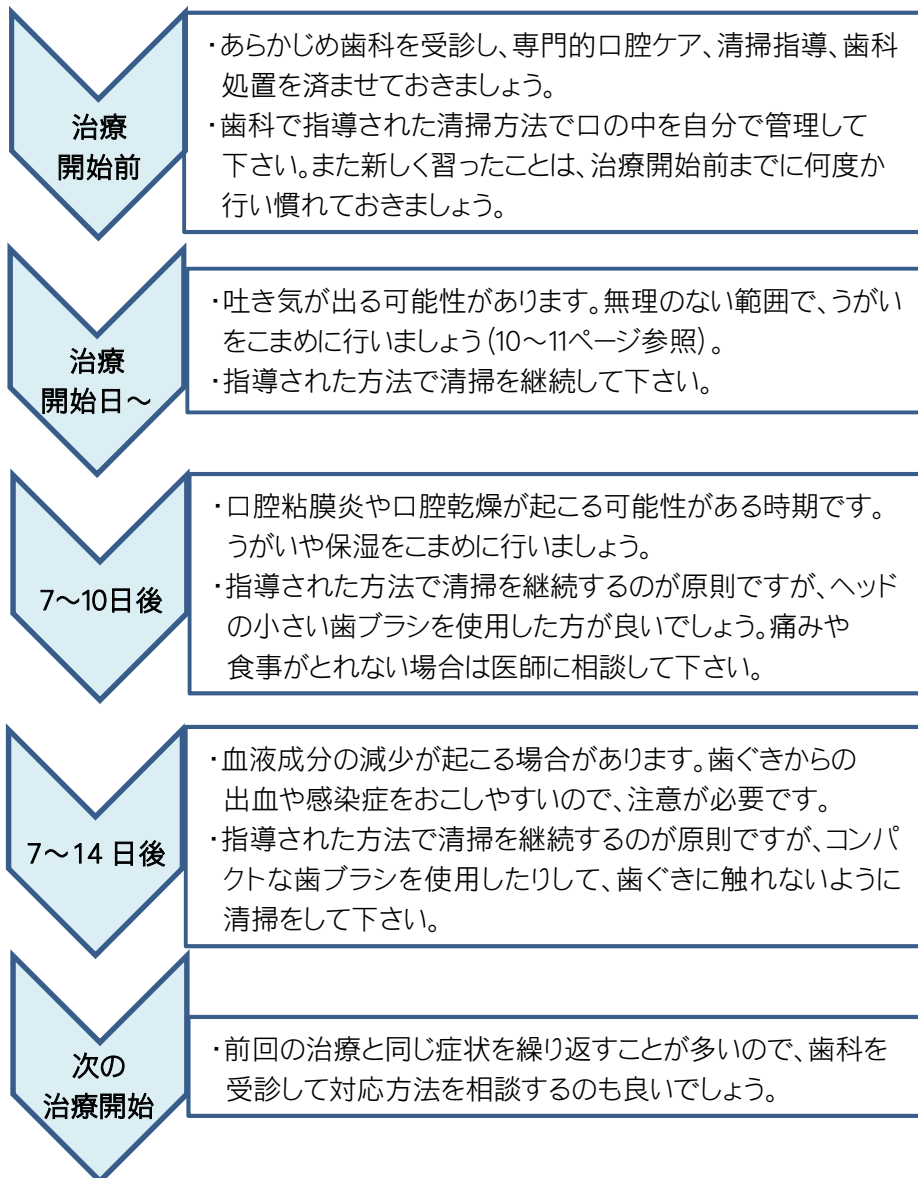 治療
開始前
・あらかじめ歯科を受診し、専門的口腔ケア、清掃指導、歯科
処置を済ませておきましょう。
・歯科で指導された清掃方法で口の中を自分で管理して
下さい。また新しく習ったことは、治療開始前までに何度か
行い慣れておきましょう。
治療
開始日～
・吐き気が出る可能性があります。無理のない範囲で、うがい
をこまめに行いましょう(10～11ページ参照)。
・指導された方法で清掃を継続して下さい。
7～10日後
・口腔粘膜炎や口腔乾燥が起こる可能性がある時期です。
うがいや保湿をこまめに行いましょう。
・指導された方法で清掃を継続するのが原則ですが、ヘッド
の小さい歯ブラシを使用した方が良いでしょう。痛みや
食事がとれない場合は医師に相談して下さい。
7～14 日後
・血液成分の減少が起こる場合があります。歯ぐきからの
出血や感染症をおこしやすいので、注意が必要です。
・指導された方法で清掃を継続するのが原則ですが、コンパ
クトな歯ブラシを使用したりして、歯ぐきに触れないように
清掃をして下さい。
次の
治療開始
・前回の治療と同じ症状を繰り返すことが多いので、歯科を
受診して対応方法を相談するのも良いでしょう。